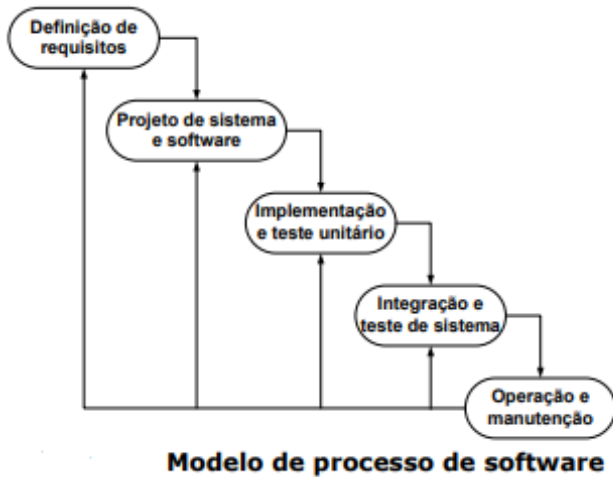 Definição de
requisitos
Projeto de sistema
e software
Implementação
e teste unitário
Integração e
teste de sistema
Operação e
manutenção
Modelo de processo de software